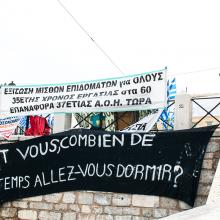 ΕΞΙΣΩΣΗ ΜΙΣΘΩΝ ΕΠΙΔΟΜΑΤΩΝ για ΟΛΟΥΣ
35ΕΤΗΣ ΧΡΟΝΟΣ ΕΡΓΑΣΙΑΣ στα 60
ΕΠΑΝΑΦΟΡΑ 37ΕΤΙΑΣ Α.Ο.Η. ΤΩΡΑ
T VOUS,COMBIEN DE
TEMPS ALLEZ-VOUS DORMIR?